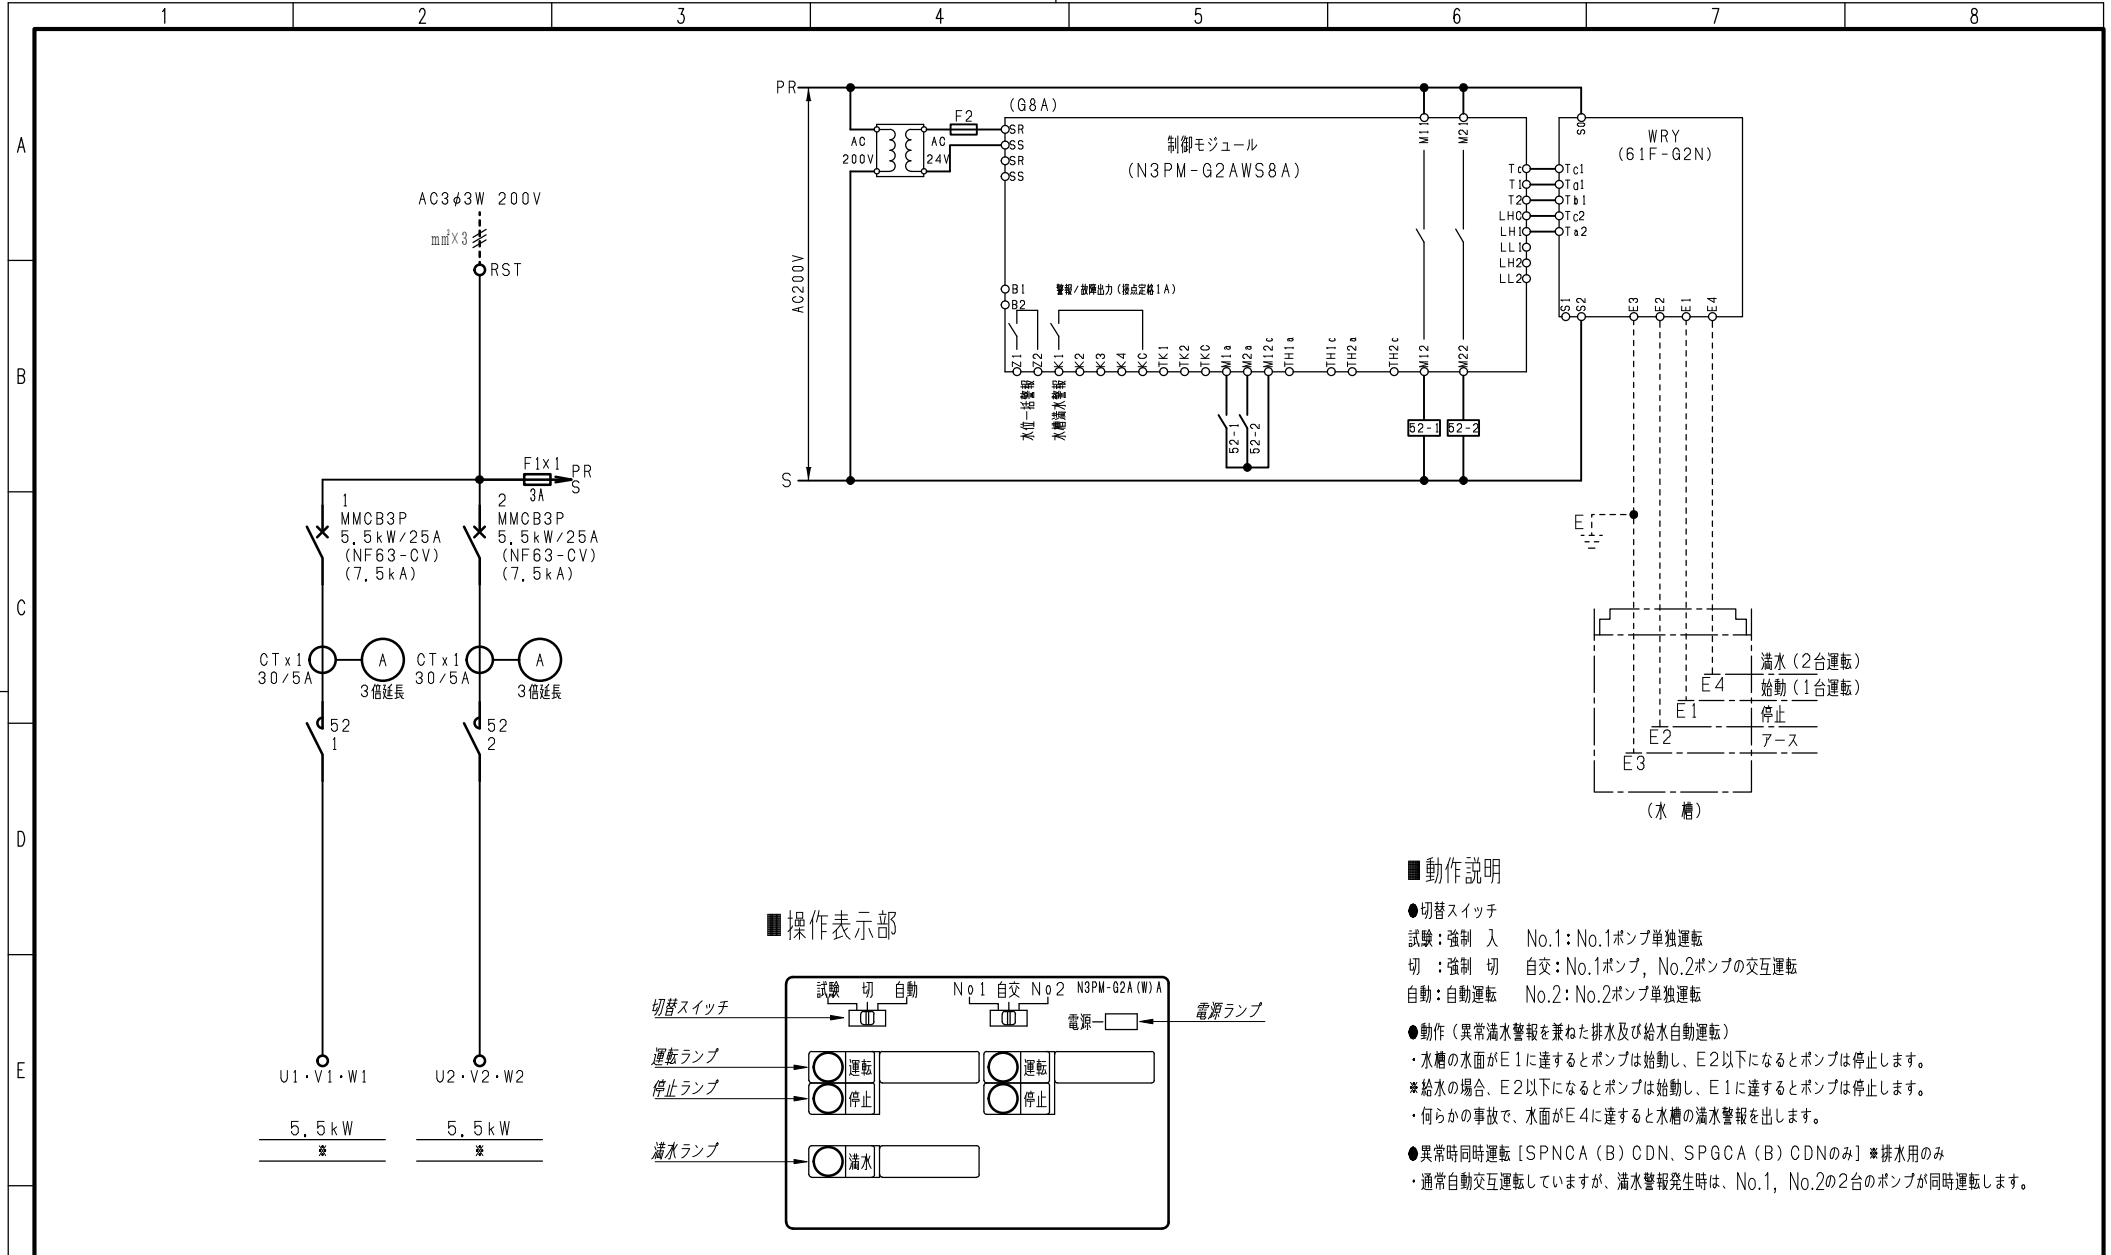 1 2 3 4 5 6 7 8
A
B
C
D
E
AC3φ3W 200V
mm²×3
RST
F1x1
3A
PR
S
1
MMCB3P
5.5kW/25A
(NF63-CV)
(7.5kA)
2
MMCB3P
5.5kW/25A
(NF63-CV)
(7.5kA)
CTx1
30/5A
A
3倍延長
CTx1
30/5A
A
3倍延長
52
1
52
2
U1・V1・W1
U2・V2・W2
5.5kW
※
5.5kW
※
PR
AC200V
S
AC
200V
AC
24V
F2
(G8A)
SR
SS
SR
SS
制御モジュール
(N3PM-G2AWS8A)
M11
M21
Tc
T1
T2
LHC
LH1
LL1
LH2
LL2
B1
B2
警報/故障出力(接点定格1A)
Z1
Z2
K1
K2
K3
K4
KC
TK1
TK2
TKC
M1a
M2a
M12c
TH1a
TH1c
TH2a
TH2c
M12
M22
水位一括警報
水槽満水警報
52-1
52-2
52-1
52-2
S0
WRY
(61F-G2N)
Tc1
Ta1
Tb1
Tc2
Ta2
S1
S2
E3
E2
E1
E4
E
E4
E1
E2
E3
満水(2台運転)
始動(1台運転)
停止
アース
(水 槽)
■操作表示部
試験 切 自動
No1 自交 No2
N3PM-G2A(W)A
電源
切替スイッチ
電源ランプ
運転ランプ
運転
運転
停止ランプ
停止
停止
満水ランプ
満水
■動作説明
●切替スイッチ
試験:強制 入 No.1:No.1ポンプ単独運転
切 :強制 切 自交:No.1ポンプ, No.2ポンプの交互運転
自動:自動運転 No.2:No.2ポンプ単独運転
●動作(異常満水警報を兼ねた排水及び給水自動運転)
・水槽の水面がE1に達するとポンプは始動し、E2以下になるとポンプは停止します。
※給水の場合、E2以下になるとポンプは始動し、E1に達するとポンプは停止します。
・何らかの事故で、水面がE4に達すると水槽の満水警報を出します。
●異常時同時運転[SPNCA(B)CDN、SPGCA(B)CDNのみ]※排水用のみ
・通常自動交互運転していますが、満水警報発生時は、No.1, No.2の2台のポンプが同時運転します。